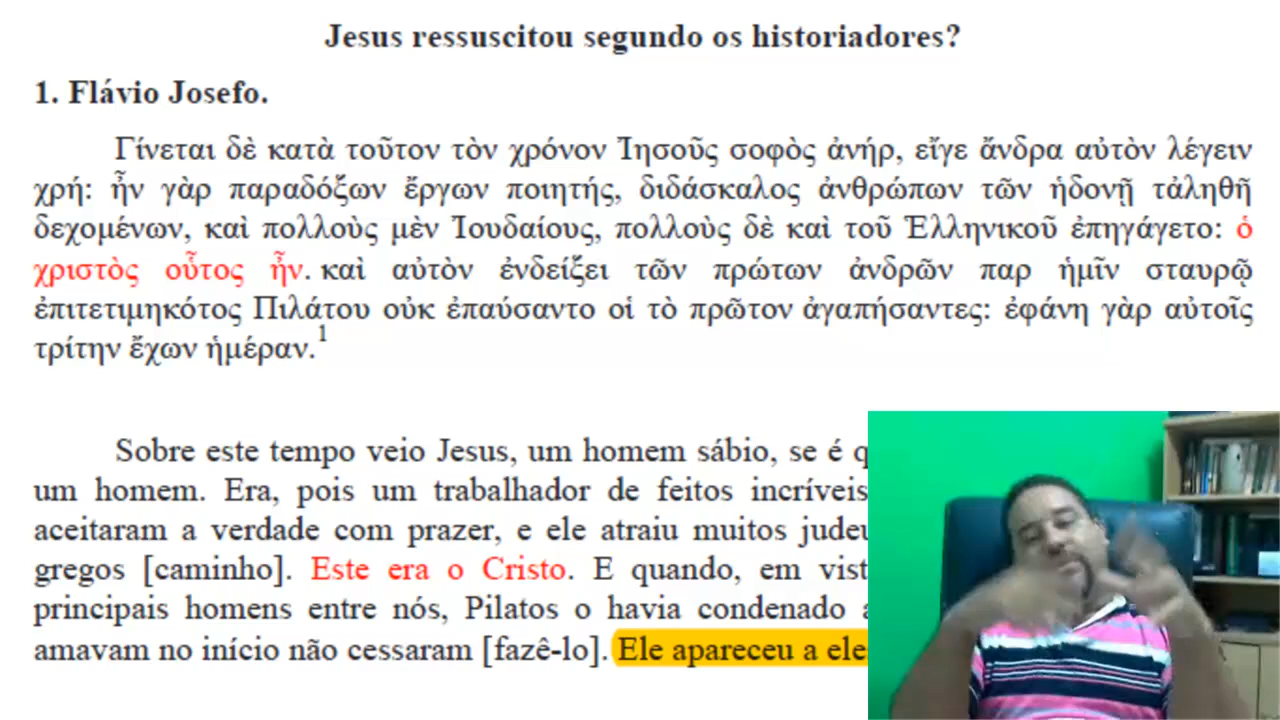 Jesus ressuscitou segundo os historiadores?
1. Flávio Josefo.
Γίνεται δὲ κατὰ τοῦτον τὸν χρόνον Ἰησοῦς σοφὸς ἀνήρ, εἴγε ἄνδρα αὐτὸν λέγειν
χρή: ἦν γὰρ παραδόξων ἔργων ποιητής, διδάσκαλος ἀνθρώπων τῶν ἡδονῇ τἀληθῆ
δεχομένων, καὶ πολλοὺς μὲν Ἰουδαίους, πολλοὺς δὲ καὶ τοῦ Ἑλληνικοῦ ἐπηγάγετο: ὁ
χριστὸς οὗτος ἦν. καὶ αὐτὸν ἐνδείξει τῶν πρώτων ἀνδρῶν παρ ἡμῖν σταυρῷ
ἐπιτετιμηκότος Πιλάτου οὐκ ἐπαύσαντο οἱ τὸ πρῶτον ἀγαπήσαντες: ἐφάνη γὰρ αὐτοῖς
τρίτην ἔχων ἡμέραν.1
Sobre este tempo veio Jesus, um homem sábio, se é
um homem. Era, pois um trabalhador de feitos incríveis
aceitaram a verdade com prazer, e ele atraiu muitos
gregos [caminho]. Este era o Cristo. E quando, em
principais homens entre nós, Pilatos o havia condenado
amavam no início não cessaram [fazê-lo]. Ele apareceu a